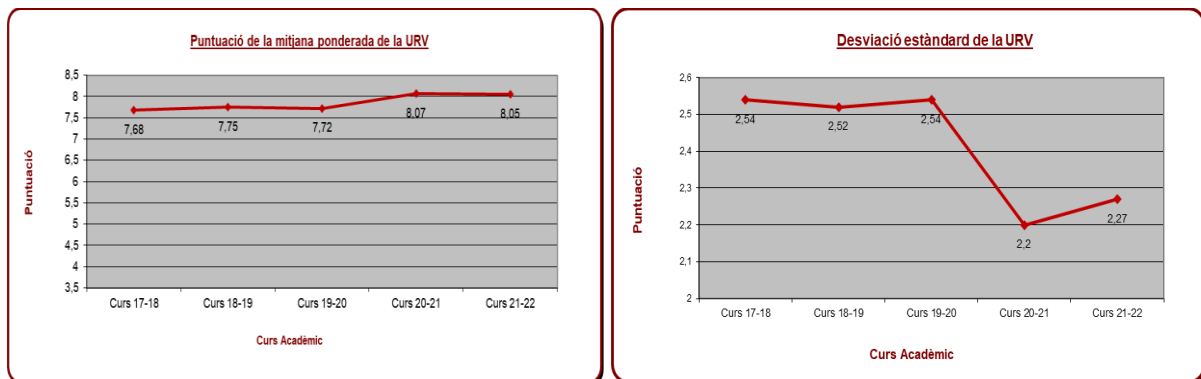 Puntuació de la mitjana ponderada de la URV
8,5
8
7,5
7
6,5
6
5,5
5
4,5
4
3,5
7,68
7,75
7,72
8,07
8,05
Puntuació
Curs 17-18
Curs 18-19
Curs 19-20
Curs 20-21
Curs 21-22
Curs Acadèmic
Desviació estàndard de la URV
2,6
2,5
2,4
2,3
2,2
2,1
2
2,54
2,52
2,54
2,2
2,27
Puntuació
Curs 17-18
Curs 18-19
Curs 19-20
Curs 20-21
Curs 21-22
Curs Acadèmic